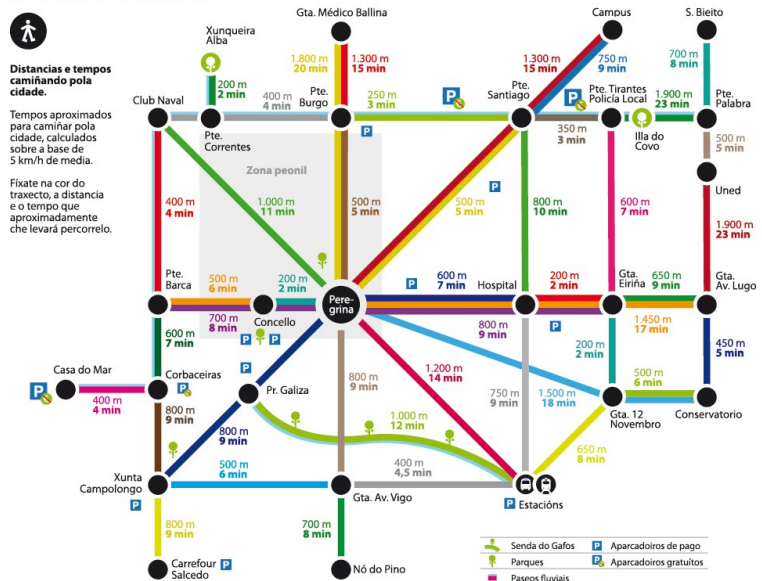 Distancias e tempos
camiñando pola
cidade.
Tempos aproximados
para camiñar pola
cidade, calculados
sobre a base de
5 km/h de media.
Fíxate na cor do
traxecto, a distancia
e o tempo que
aproximadamente
che levará percorrelo.
Xunqueira
Alba
200 m
2 min
Gta. Médico Ballina
1.800 m
20 min
1.300 m
15 min
Campus
1.300 m
15 min
750 m
9 min
S. Bieito
700 m
8 min
Club Naval
400 m
4 min
Pte.
Correntes
Pte.
Burgo
250 m
3 min
P
P
Pte.
Santiago
P
350 m
3 min
Pte. Tirantes
Policía Local
1.900 m
23 min
Illa do
Covo
Pte.
Palabra
500 m
5 min
Uned
1.900 m
23 min
Zona peonil
400 m
4 min
1.000 m
11 min
500 m
5 min
500 m
5 min
P
800 m
10 min
600 m
7 min
Pte.
Barca
500 m
6 min
700 m
8 min
200 m
2 min
Concello
P
P
Pere-
grina
P
600 m
7 min
800 m
9 min
Hospital
200 m
2 min
P
Gta.
Eiriña
650 m
9 min
1.450 m
17 min
Gta.
Av. Lugo
450 m
5 min
600 m
7 min
Casa do Mar
P
400 m
4 min
Corbaceiras
P
P
Pr. Galiza
800 m
9 min
1.200 m
14 min
750 m
9 min
1.500 m
18 min
200 m
2 min
500 m
6 min
Gta. 12
Novembro
Conservatorio
800 m
9 min
800 m
9 min
1.000 m
12 min
650 m
8 min
Xunta
Campolongo
P
500 m
6 min
Gta. Av. Vigo
400 m
4,5 min
P
Estacións
800 m
9 min
Carrefour
Salcedo
P
700 m
8 min
Nó do Pino
Senda do Gafos
P Aparcadoiros de pago
Parques
P Aparcadoiros gratuítos
Paseos fluviais